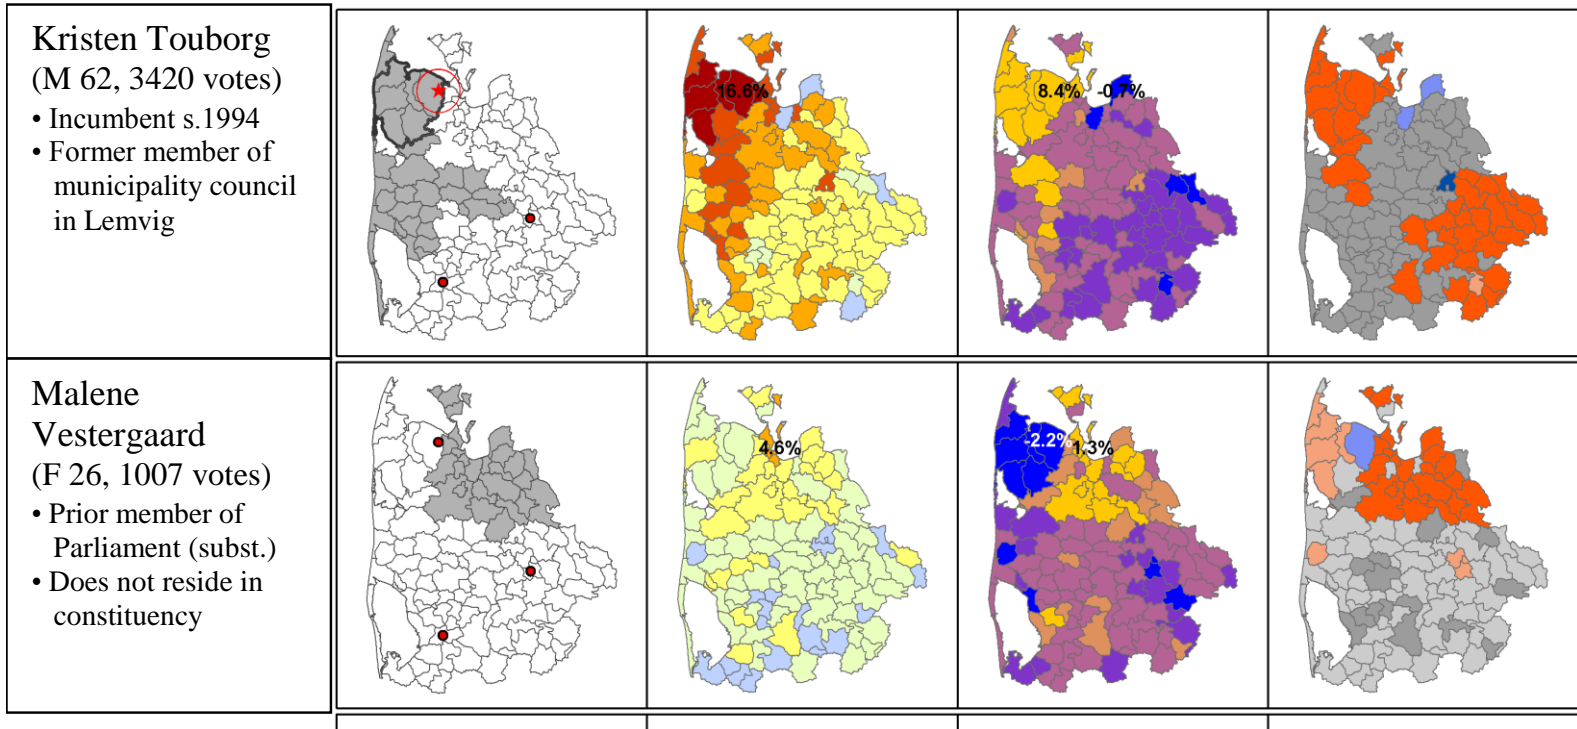 Kristen Touborg
(M 62, 3420 votes)
• Incumbent s.1994
• Former member of
municipality council
in Lemvig
16.6%
8.4%
-0.7%
Malene
Vestergaard
(F 26, 1007 votes)
• Prior member of
Parliament (subst.)
• Does not reside in
constituency
4.6%
-2.2%
1.3%